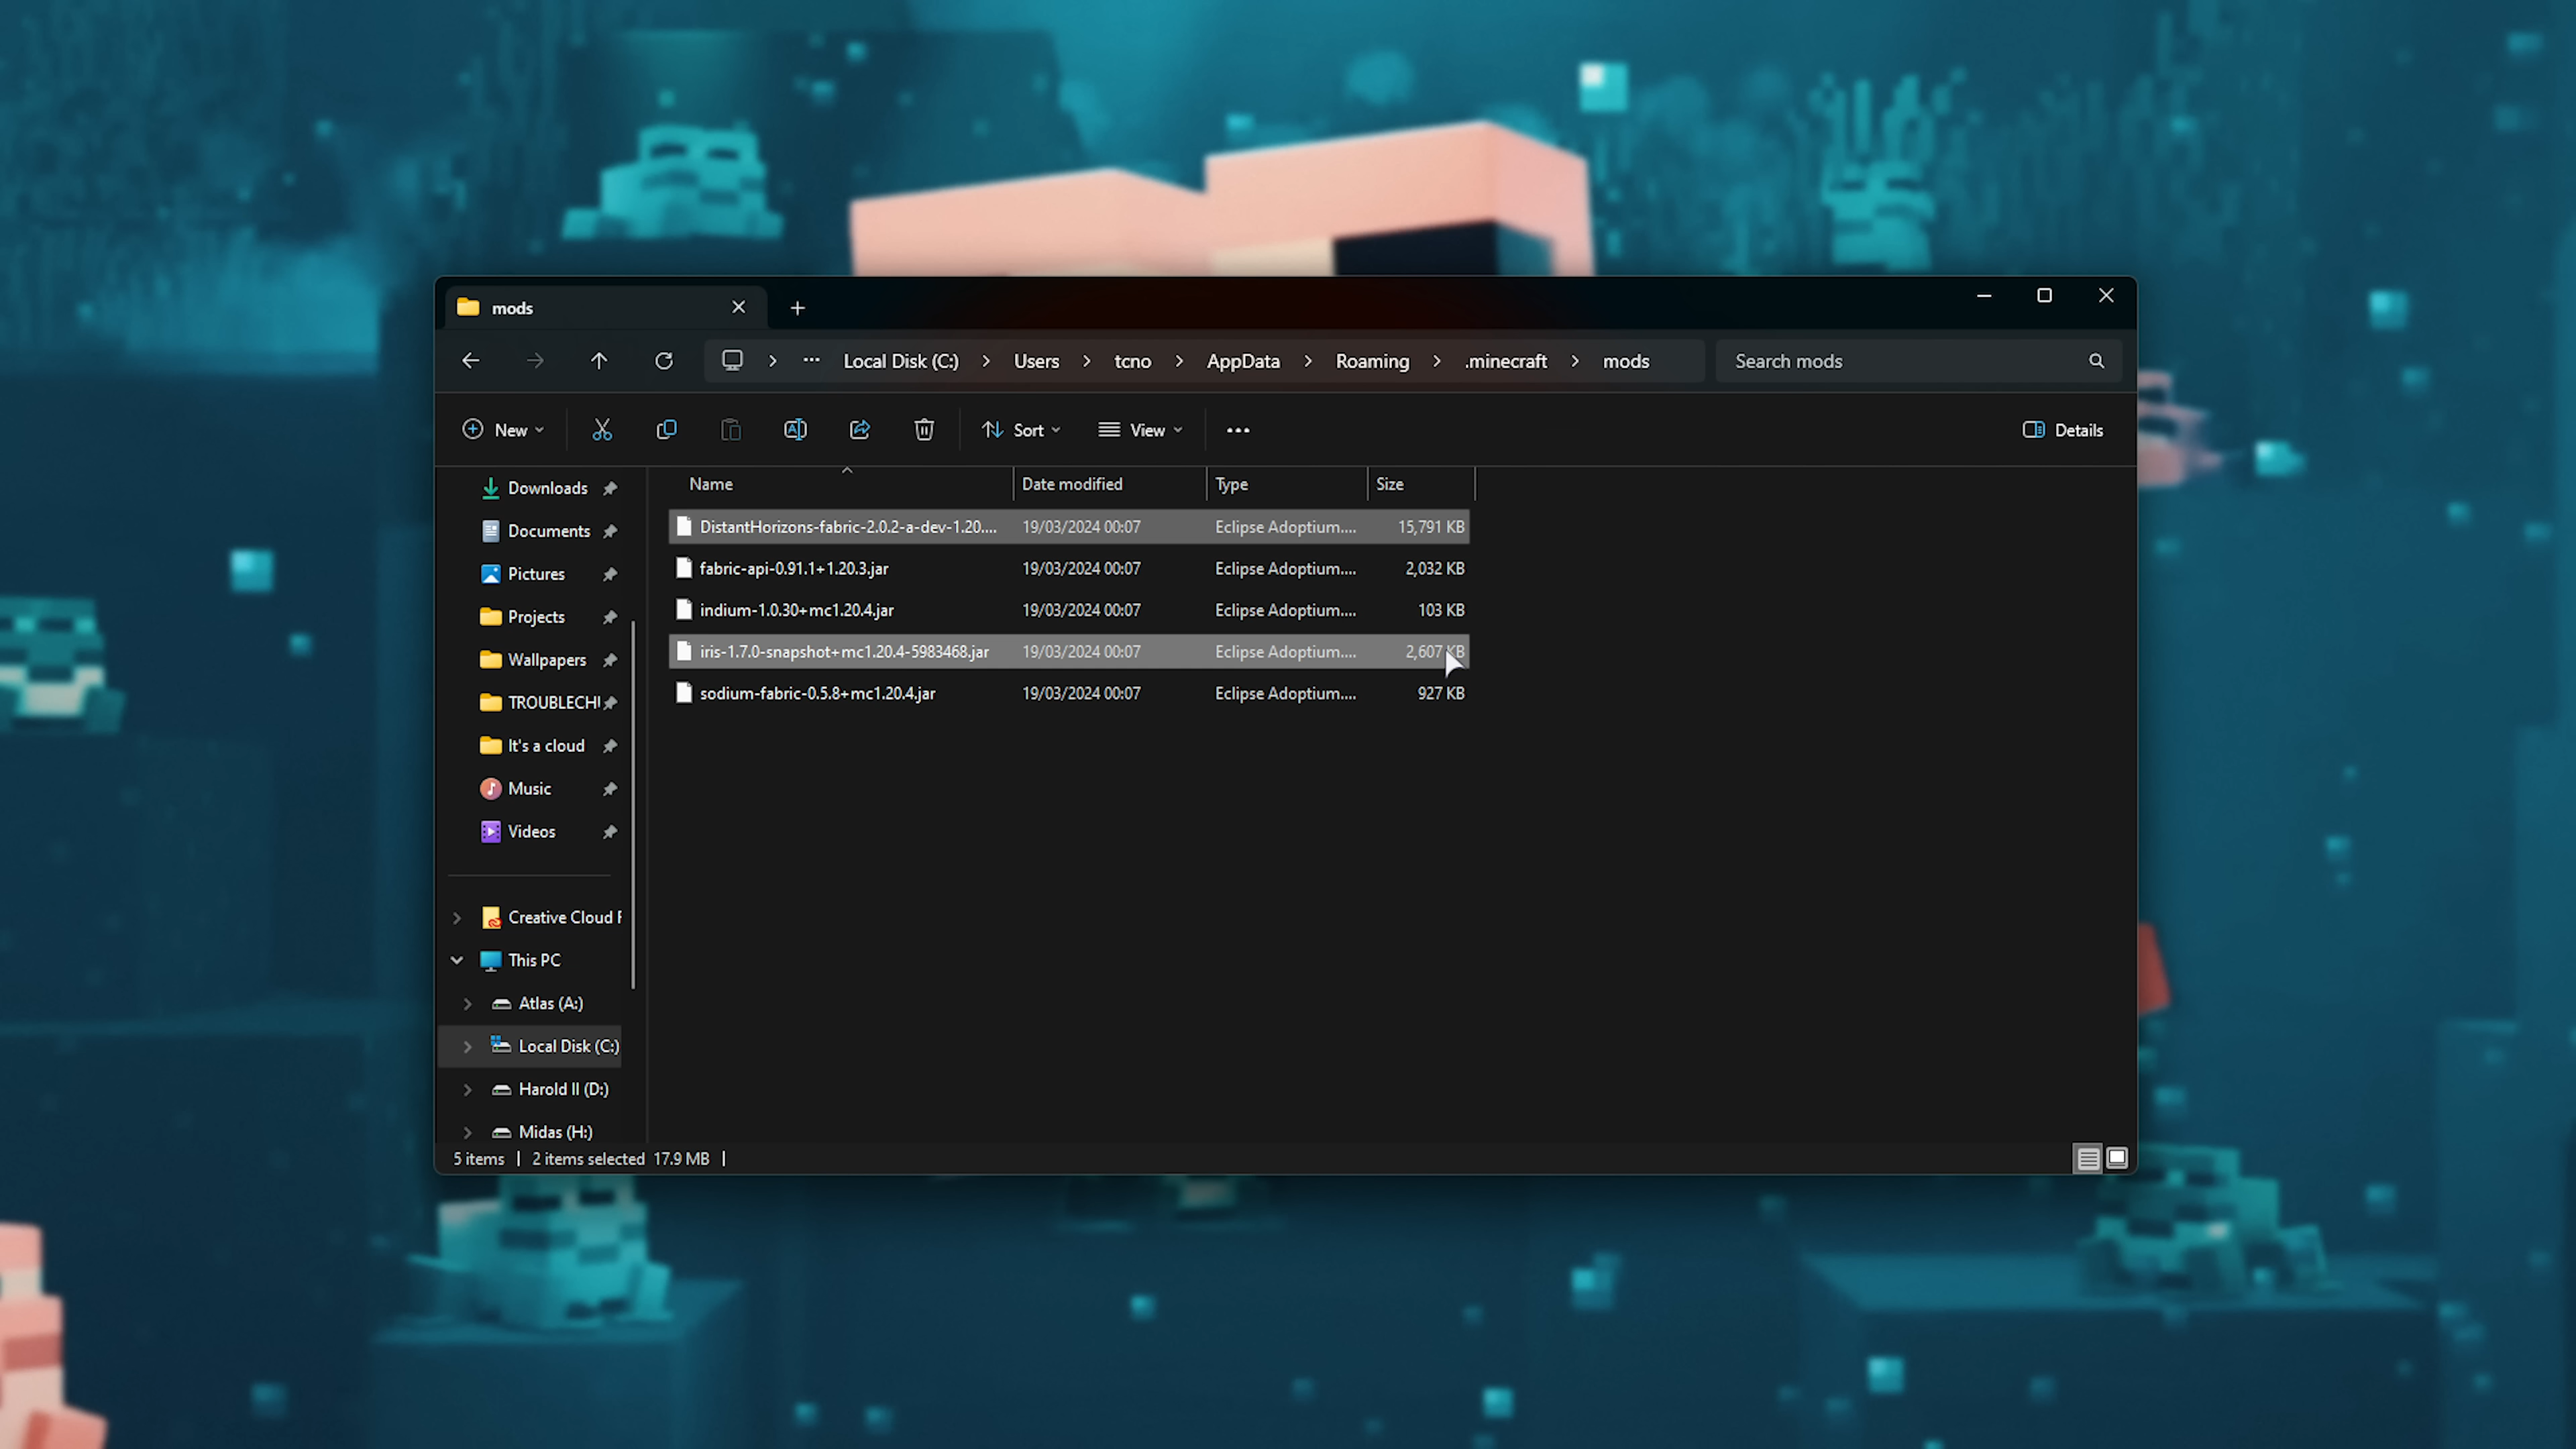 mods
Local Disk (C:) Users tcno AppData Roaming .minecraft mods Search mods
New Sort View Details
Name Date modified Type Size
Downloads
Documents
Pictures
Projects
Wallpapers
TROUBLECHU
It's a cloud
Music
Videos
Creative Cloud F
This PC
Atlas (A:)
Local Disk (C:)
Harold II (D:)
Midas (H:)
DistantHorizons-fabric-2.0.2-a-dev-1.20.... 19/03/2024 00:07 Eclipse Adoptium.... 15,791 KB
fabric-api-0.91.1+1.20.3.jar 19/03/2024 00:07 Eclipse Adoptium.... 2,032 KB
indium-1.0.30+mc1.20.4.jar 19/03/2024 00:07 Eclipse Adoptium.... 103 KB
iris-1.7.0-snapshot+mc1.20.4-5983468.jar 19/03/2024 00:07 Eclipse Adoptium.... 2,607 KB
sodium-fabric-0.5.8+mc1.20.4.jar 19/03/2024 00:07 Eclipse Adoptium.... 927 KB
5 items 2 items selected 17.9 MB